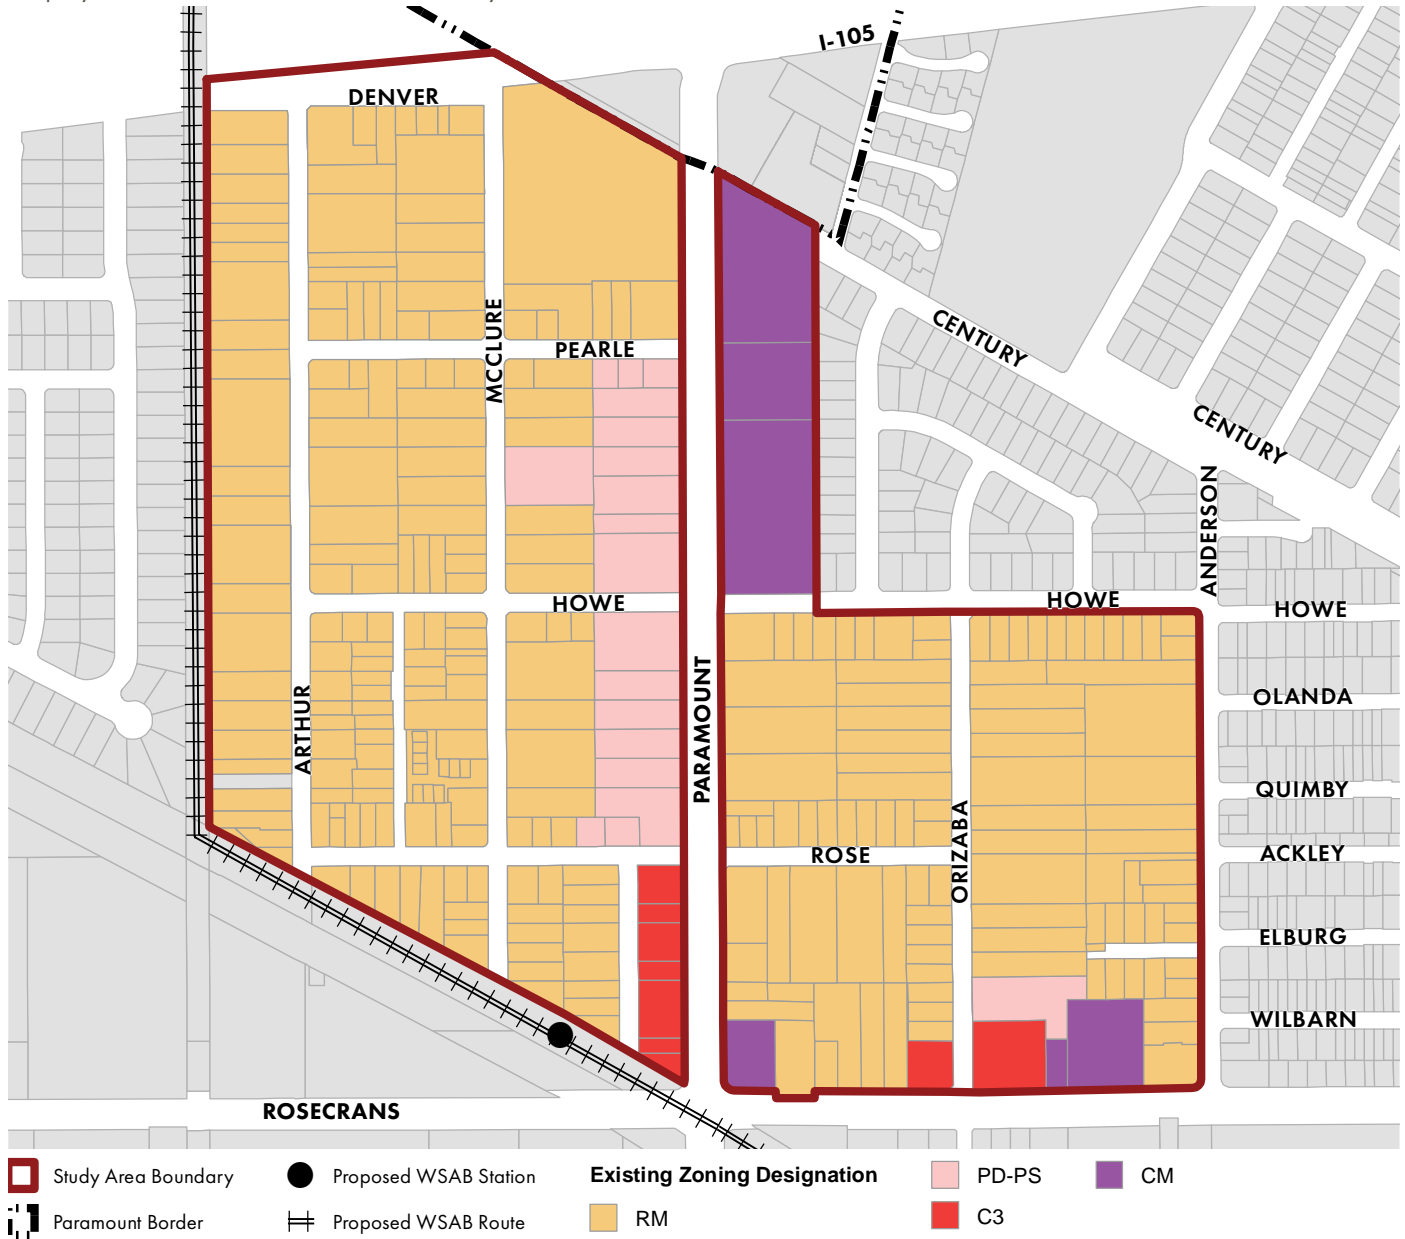 I-105
DENVER
MCCLURE
CENTURY
PEARLE
CENTURY
ANDERSON
HOWE
HOWE
HOWE
PARAMOUNT
ARTHUR
OLANDA
QUIMBY
ORIZABA
ROSE
ACKLEY
ELBURG
WILBARN
ROSECRANS
Study Area Boundary
Proposed WSAB Station
Existing Zoning Designation
PD-PS
CM
Paramount Border
Proposed WSAB Route
RM
C3